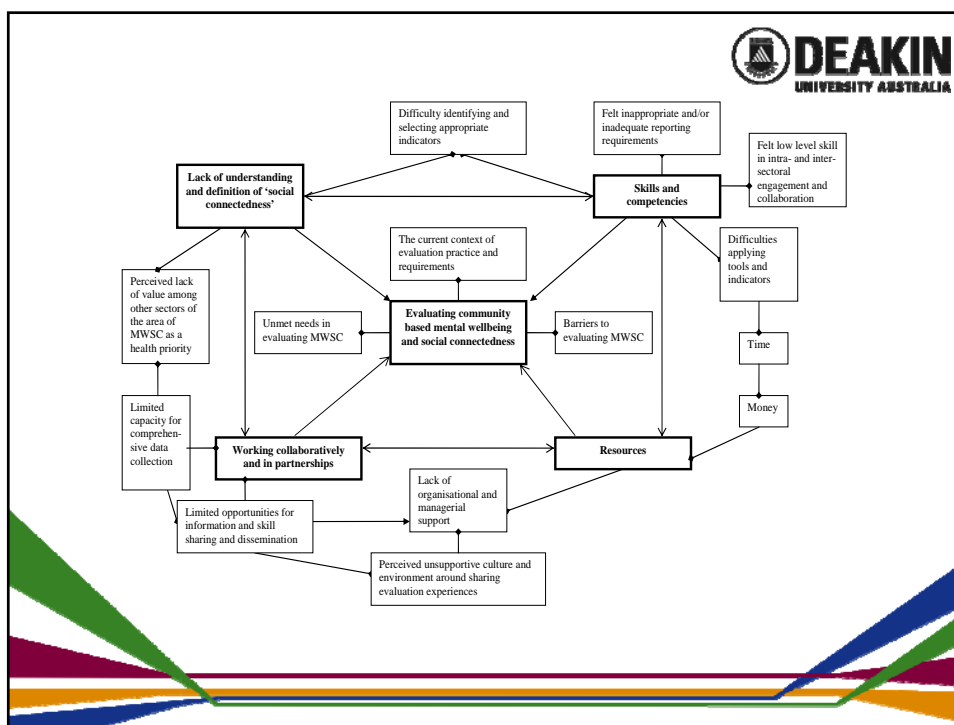 DEAKIN
UNIVERSITY AUSTRALIA
Difficulty identifying and
selecting appropriate
indicators
Felt inappropriate and/or
inadequate reporting
requirements
Felt low level skill
in intra- and inter-
sectoral
engagement and
collaboration
Lack of understanding
and definition of ‘social
connectedness’
Skills and
competencies
The current context of
evaluation practice and
requirements
Difficulties
applying
tools and
indicators
Perceived lack
of value among
other sectors of
the area of
MWSC as a
health priority
Unmet needs in
evaluating MWSC
Evaluating community
based mental wellbeing
and social connectedness
Barriers to
evaluating MWSC
Time
Money
Limited
capacity for
comprehen-
sive data
collection
Working collaboratively
and in partnerships
Resources
Lack of
organisational and
managerial
support
Limited opportunities for
information and skill
sharing and dissemination
Perceived unsupportive culture and
environment around sharing
evaluation experiences